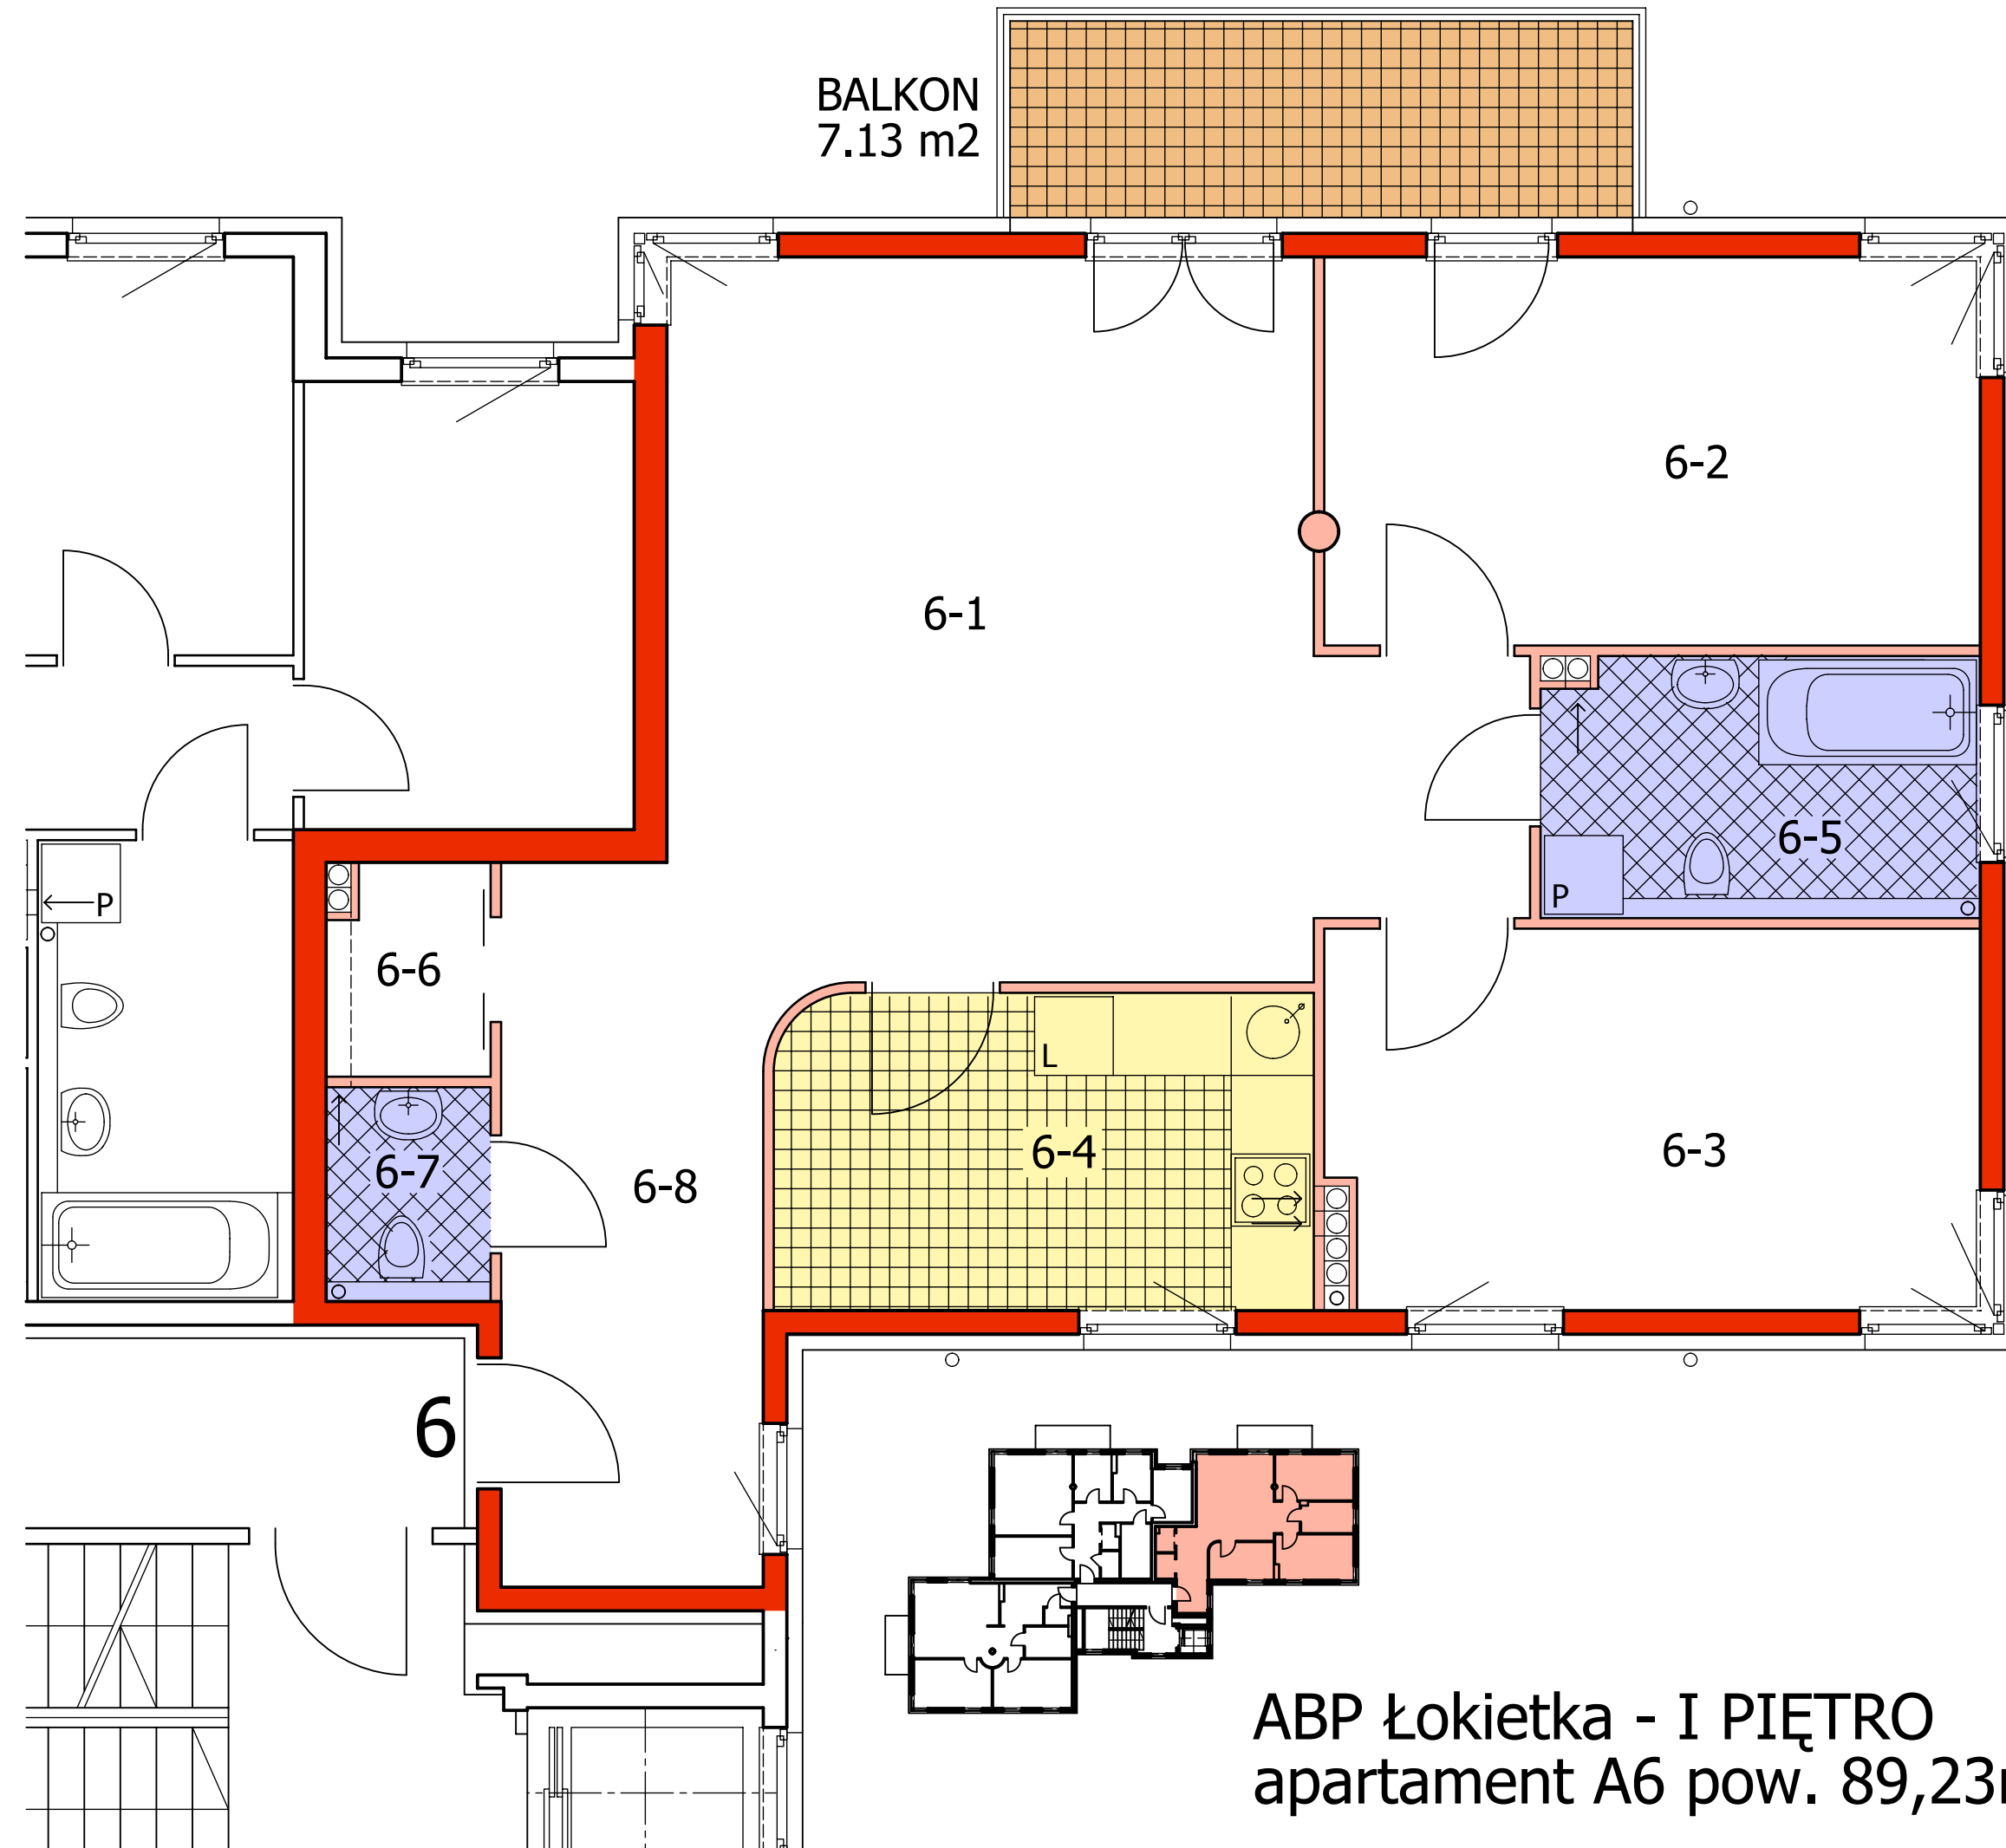 BALKON
7.13 m2
6-2
6-1
6-5
P
P
6-6
L
6-4
6-3
6-7
6-8
6
ABP Łokietka - I PIĘTRO
apartament A6 pow. 89,23m